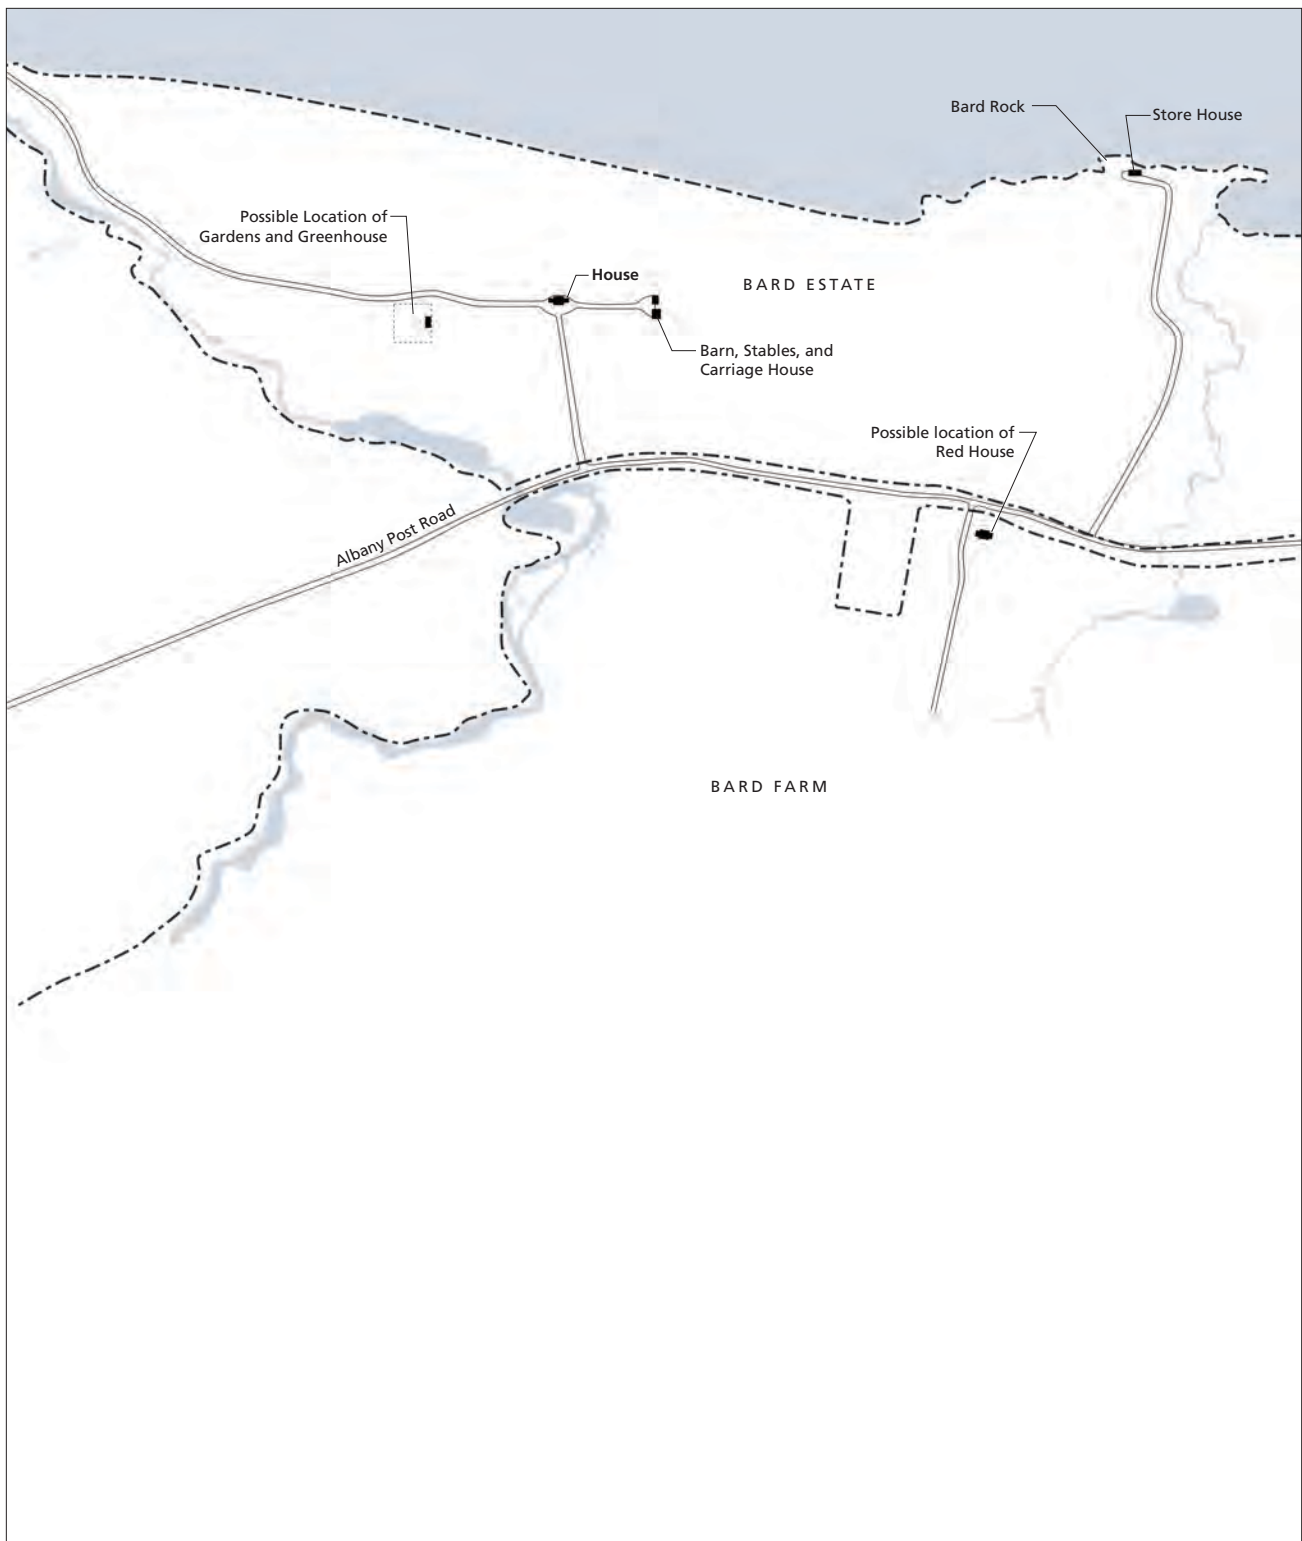 Bard Rock
Store House
Possible Location of
Gardens and Greenhouse
House
BARD ESTATE
Barn, Stables, and
Carriage House
Possible location of
Red House
Albany Post Road
BARD FARM